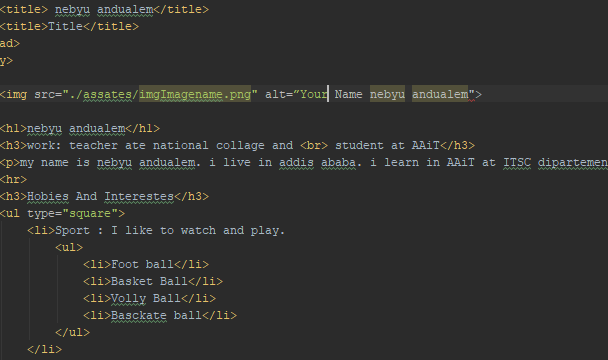 <title> nebyu andualem</title>
<title>Title</title>
ad>
y>
<img src="./assates/imgImagename.png" alt=”Your Name nebyu andualem">
<h1>nebyu andualem</h1>
<h3>work: teacher ate national collage and <br> student at AAiT</h3>
<p>my name is nebyu andualem. i live in addis ababa. i learn in AAiT at ITSC dipartemen
<hr>
<h3>Hobies And Interestes</h3>
<ul type="square">
<li>Sport : I like to watch and play.
<ul>
<li>Foot ball</li>
<li>Basket Ball</li>
<li>Volly Ball</li>
<li>Basckate ball</li>
</ul>
</li>